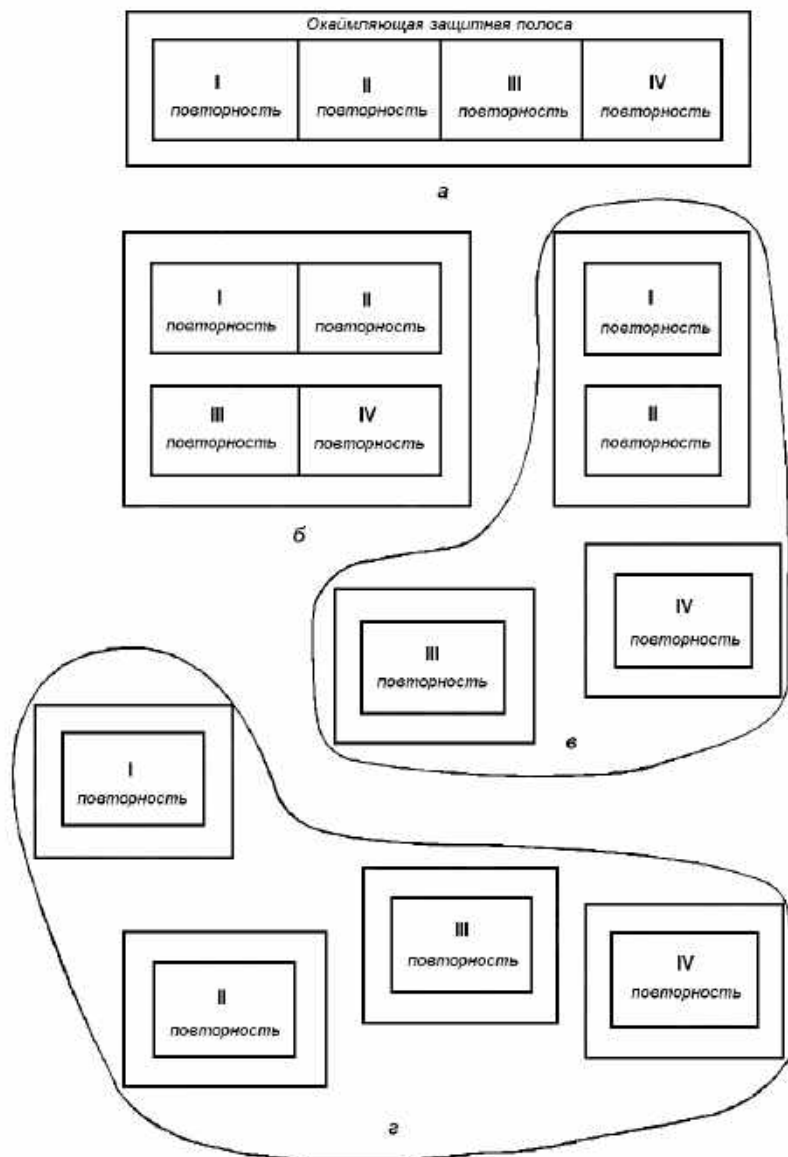 Окаймляющая защитная полоса
I II III IV
повторность повторность повторность повторность
а
I II
повторность повторность
III IV
повторность повторность
б
I
повторность
II
повторность
III
повторность
IV
повторность
в
I
повторность
II
повторность
III
повторность
IV
повторность
г